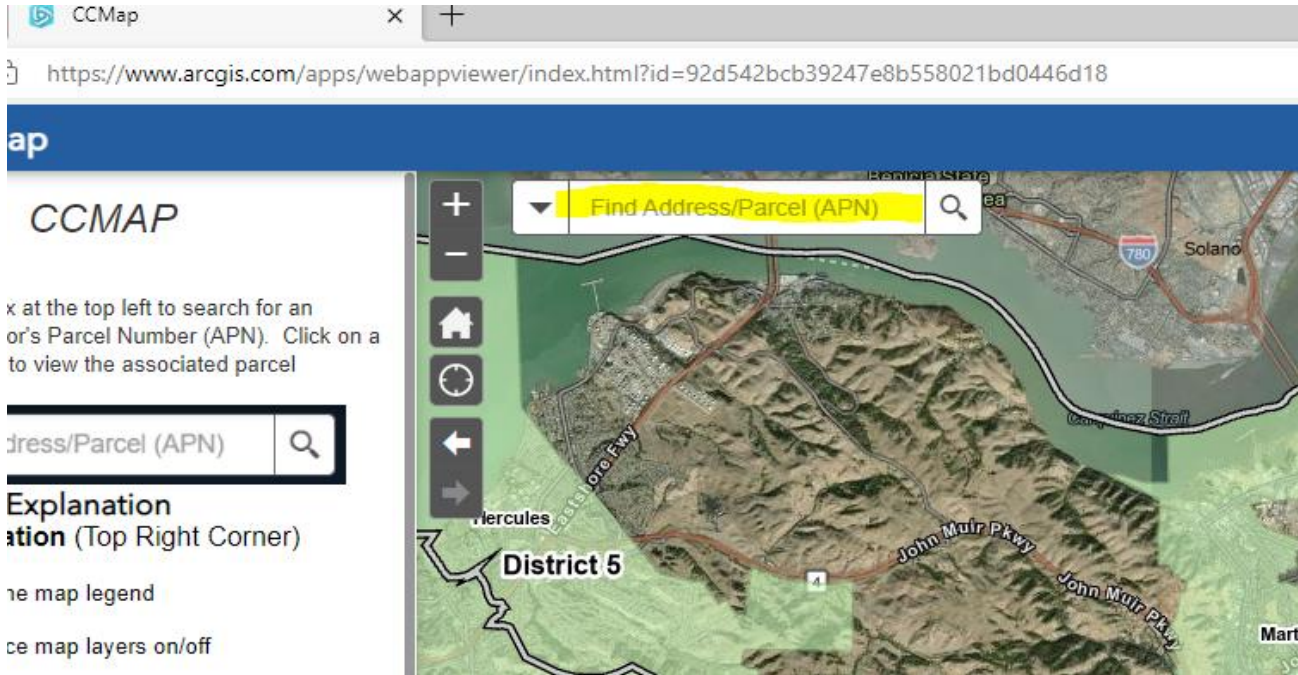 CCMap
https://www.arcgis.com/apps/webappviewer/index.html?id=92d542bcb39247e8b558021bd0446d18
ap
CCMAP
x at the top left to search for an
or's Parcel Number (APN). Click on a
to view the associated parcel
dress/Parcel (APN)
Explanation
ation (Top Right Corner)
he map legend
ce map layers on/off
Find Address/Parcel (APN)
Benicia State
ea
780
Solano
Carquinez Strait
Eastshore Fwy
Hercules
District 5
4
John Muir Pkwy
John Muir Pkwy
Mart